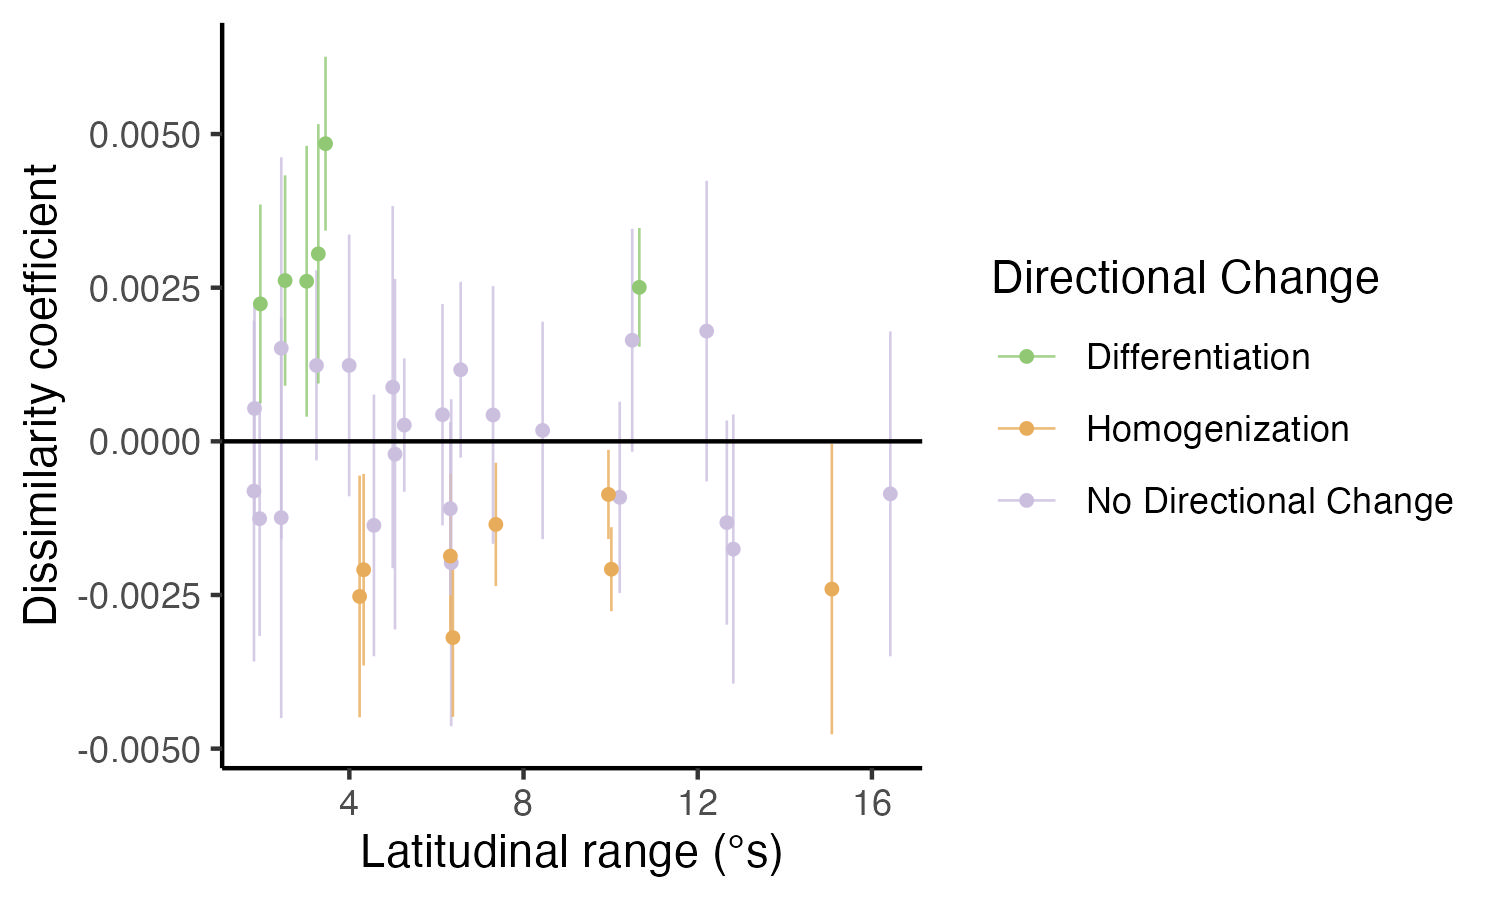 Dissimilarity coefficient
0.0050
0.0025
0.0000
-0.0025
-0.0050
4 8 12 16
Latitudinal range (°s)
Directional Change
Differentiation
Homogenization
No Directional Change